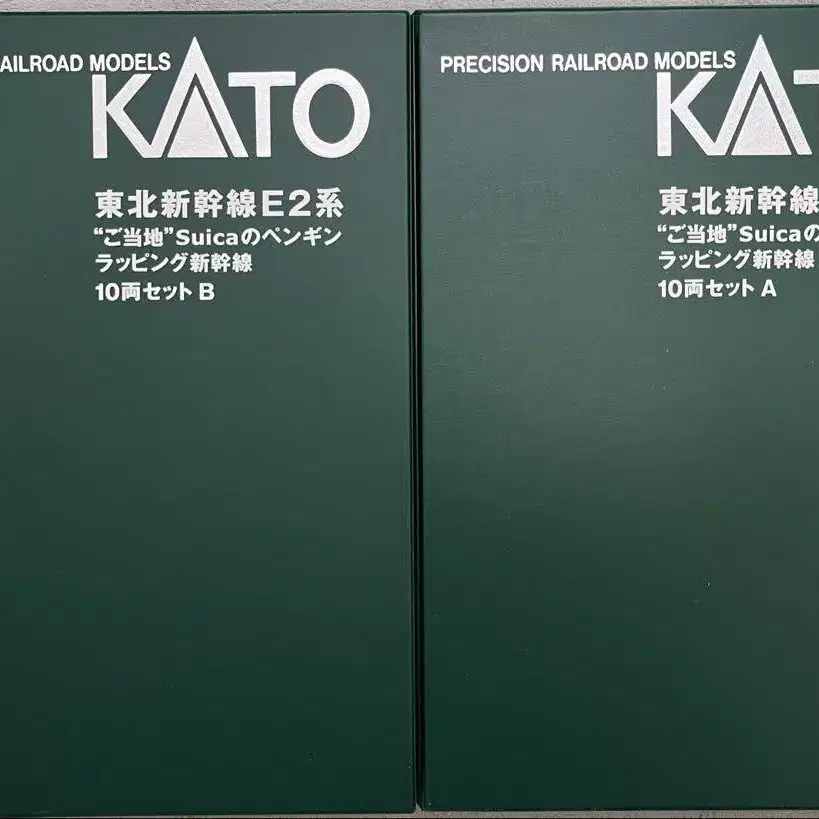 AILROAD MODELS
KATO
東北新幹線E2系
“ご当地”Suicaのペンギン
ラッピング新幹線
10両セット B
PRECISION RAILROAD MODELS
KAT
東北新幹線
“ご当地”Suicaの
ラッピング新幹線
10両セット A